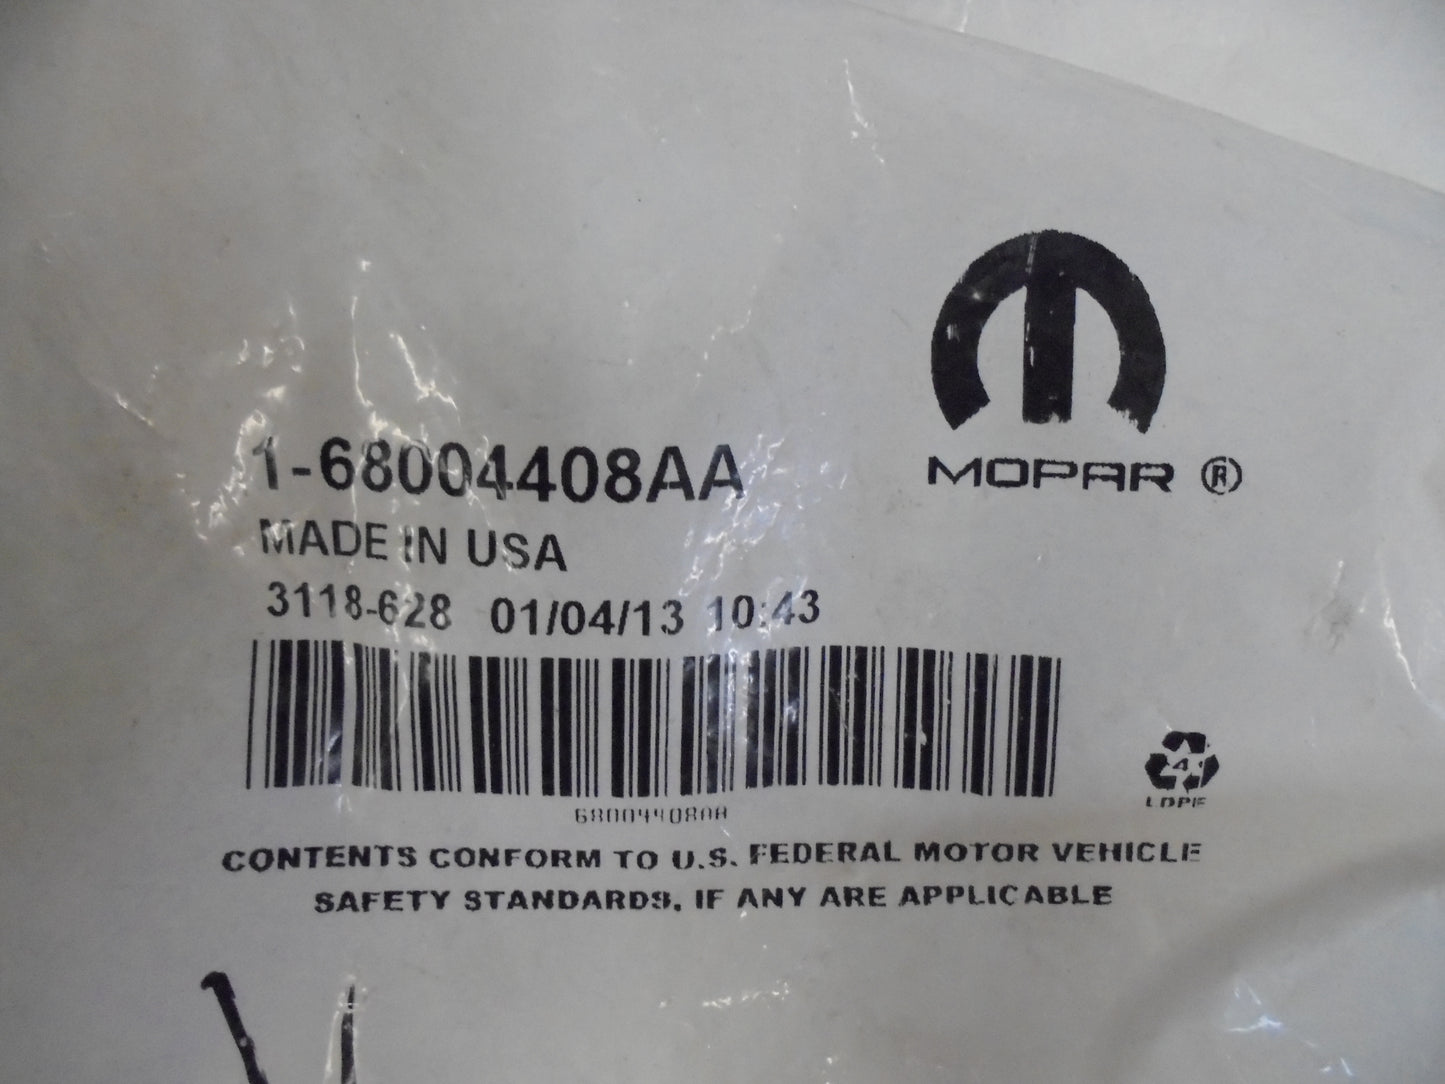 MOPAR ®
1-68004408AA
MADE IN USA
3118-628 01/04/13 10:43
68004408AA
4
LDPE
CONTENTS CONFORM TO U.S. FEDERAL MOTOR VEHICLE
SAFETY STANDARDS, IF ANY ARE APPLICABLE